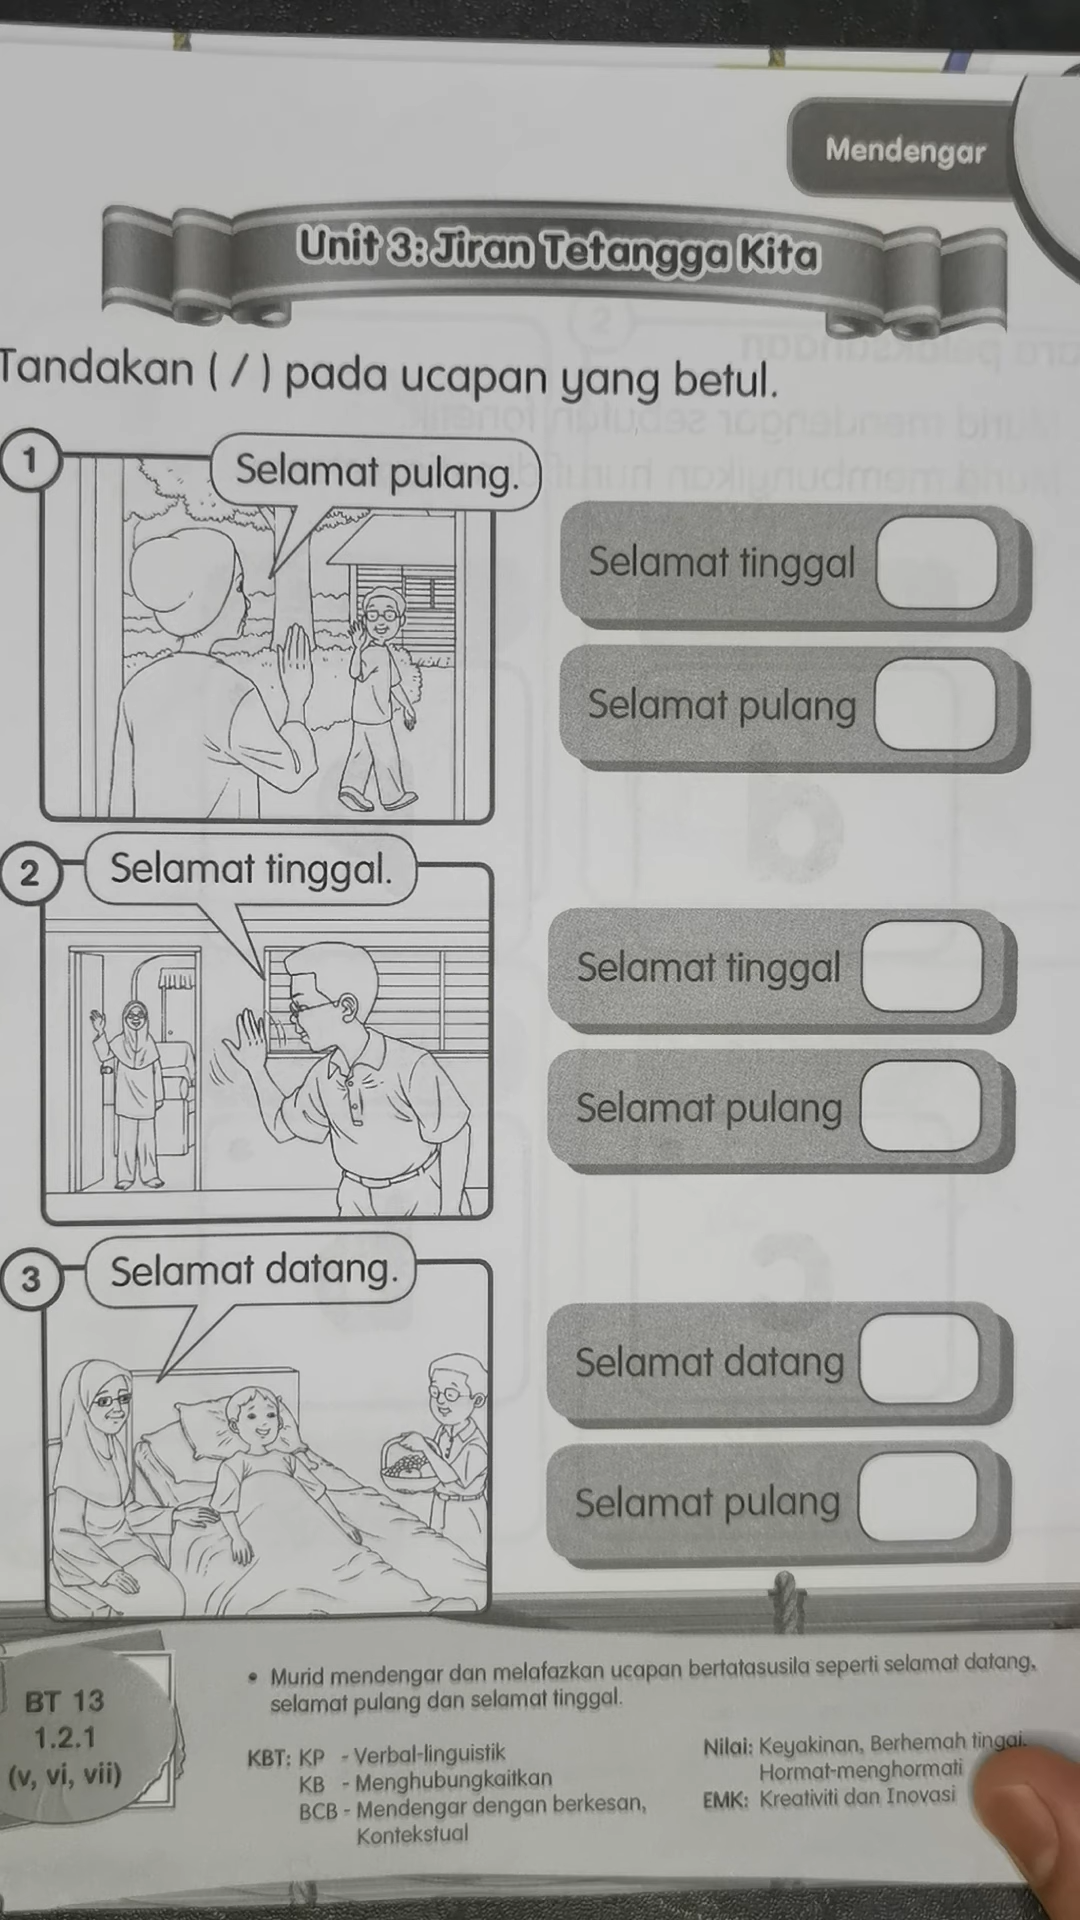 Mendengar
Unit 3: Jiran Tetangga Kita
Tandakan ( / ) pada ucapan yang betul.
1
Selamat pulang.
Selamat tinggal
Selamat pulang
2
Selamat tinggal.
Selamat tinggal
Selamat pulang
3
Selamat datang.
Selamat datang
Selamat pulang
BT 13
1.2.1
(v, vi, vii)
• Murid mendengar dan melafazkan ucapan bertatasusila seperti selamat datang,
selamat pulang dan selamat tinggal.
KBT: KP - Verbal-linguistik
KB - Menghubungkaitkan
BCB - Mendengar dengan berkesan,
Kontekstual
Nilai: Keyakinan, Berhemah tinggi,
Hormat-menghormati
EMK: Kreativiti dan Inovasi